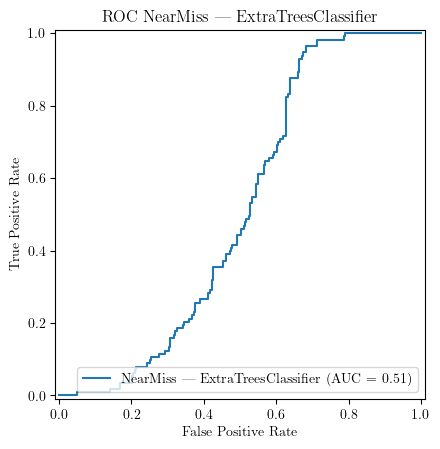 ROC NearMiss — ExtraTreesClassifier
1.0
0.8
0.6
0.4
0.2
0.0
True Positive Rate
NearMiss — ExtraTreesClassifier (AUC = 0.51)
0.0 0.2 0.4 0.6 0.8 1.0
False Positive Rate